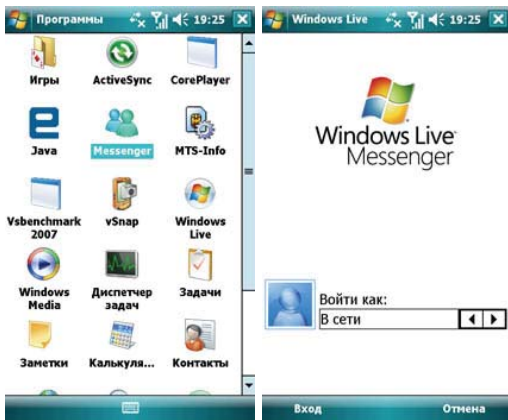 Программы 19:25
Игры ActiveSync CorePlayer
Java Messenger MTS-Info
Vsbenchmark 2007 vSnap Windows Live
Windows Media Диспетчер задач Задачи
Заметки Калькуля... Контакты
Windows Live 19:25
Windows Live
Messenger
Войти как:
В сети
Вход Отмена